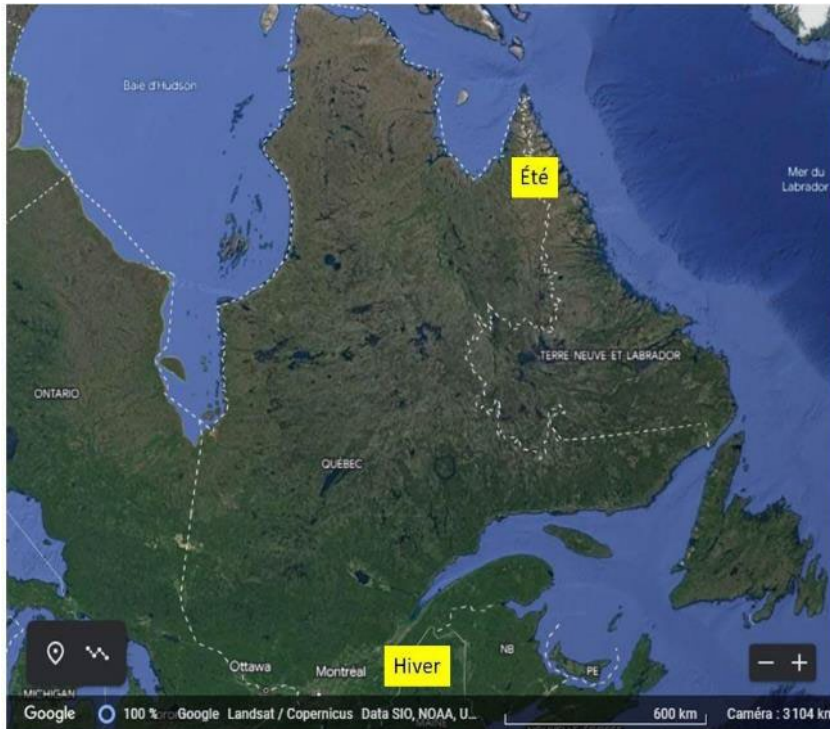 Baie d'Hudson
Été
Mer du
Labrador
TERRE NEUVE ET LABRADOR
ONTARIO
QUÉBEC
Ottawa
Montréal
Hiver
NB
PE
MICHIGAN
Google
100 %
Google Landsat / Copernicus Data SIO, NOAA, U...
600 km
Caméra : 3 104 km